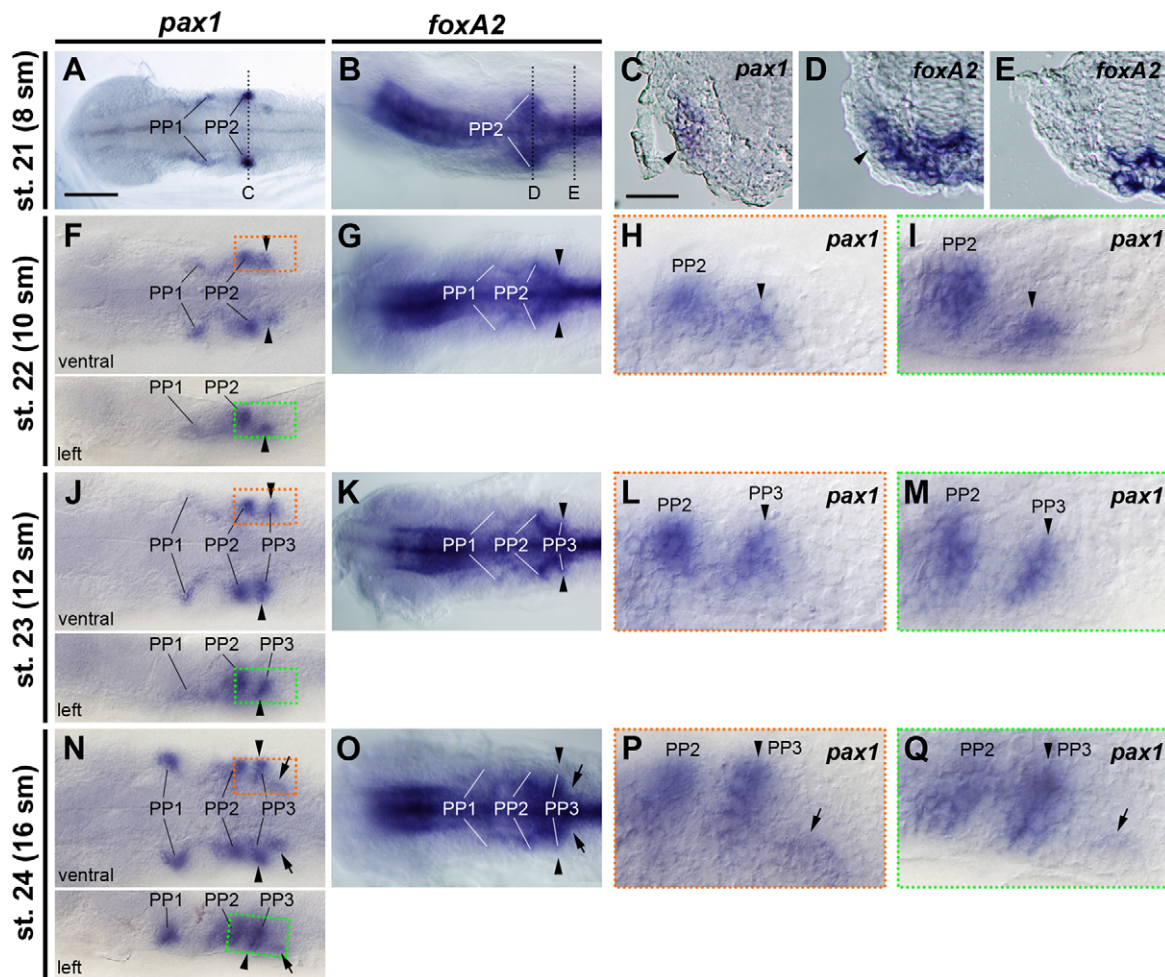 pax1
foxA2
st. 21 (8 sm)
A
PP1
PP2
C
B
PP2
D
E
C
pax1
D
foxA2
E
foxA2
st. 22 (10 sm)
F
PP1
PP2
ventral
PP1
PP2
left
G
PP1
PP2
H
pax1
PP2
I
pax1
PP2
st. 23 (12 sm)
J
PP1
PP2
PP3
ventral
PP1
PP2
PP3
left
K
PP1
PP2
PP3
L
PP2
PP3
pax1
M
PP2
PP3
pax1
st. 24 (16 sm)
N
PP1
PP2
PP3
ventral
PP1
PP2
PP3
left
O
PP1
PP2
PP3
P
PP2
PP3
pax1
Q
PP2
PP3
pax1